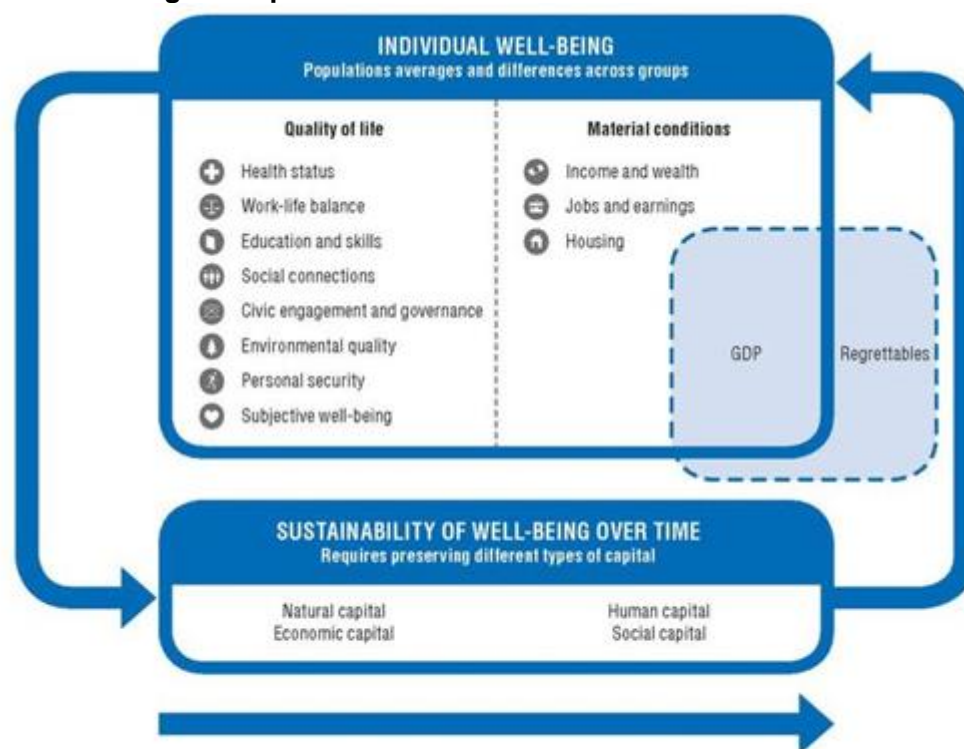 INDIVIDUAL WELL-BEING
Populations averages and differences across groups
Quality of life
Health status
Work-life balance
Education and skills
Social connections
Civic engagement and governance
Environmental quality
Personal security
Subjective well-being
Material conditions
Income and wealth
Jobs and earnings
Housing
GDP
Regrettables
SUSTAINABILITY OF WELL-BEING OVER TIME
Requires preserving different types of capital
Natural capital
Economic capital
Human capital
Social capital